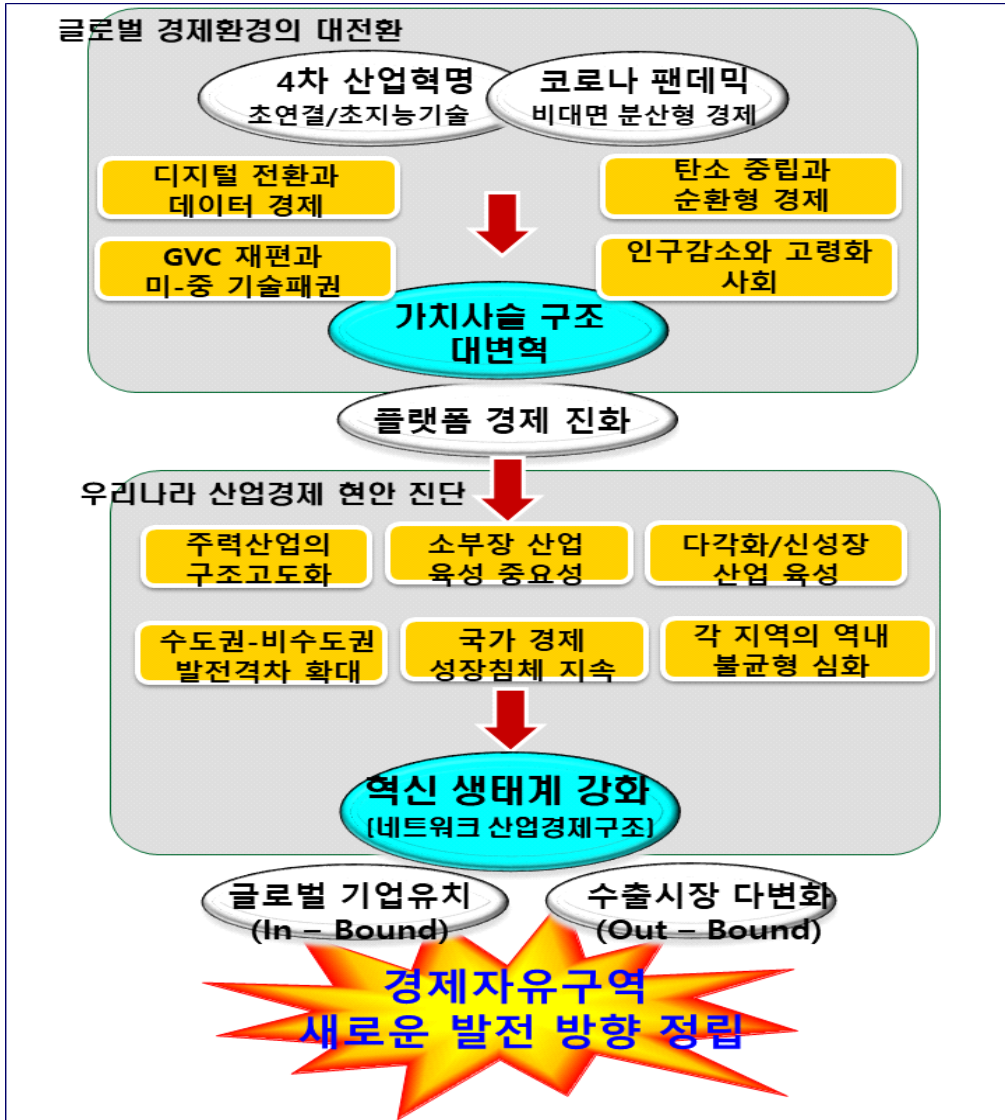 글로벌 경제환경의 대전환
4차 산업혁명
초연결/초지능기술
코로나 팬데믹
비대면 분산형 경제
디지털 전환과
데이터 경제
탄소 중립과
순환형 경제
GVC 재편과
미-중 기술패권
인구감소와 고령화
사회
가치사슬 구조
대변혁
플랫폼 경제 진화
우리나라 산업경제 현안 진단
주력산업의
구조고도화
소부장 산업
육성 중요성
다각화/신성장
산업 육성
수도권-비수도권
발전격차 확대
국가 경제
성장침체 지속
각 지역의 역내
불균형 심화
혁신 생태계 강화
(네트워크 산업경제구조)
글로벌 기업유치
(In – Bound)
수출시장 다변화
(Out – Bound)
경제자유구역
새로운 발전 방향 정립